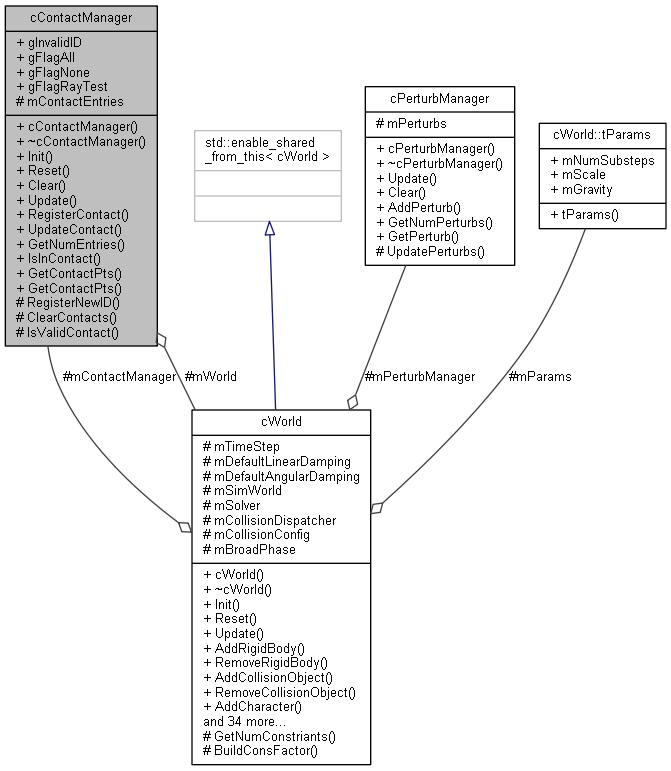 cContactManager
+ gInvalidID
+ gFlagAll
+ gFlagNone
+ gFlagRayTest
# mContactEntries
+ cContactManager()
+ ~cContactManager()
+ Init()
+ Reset()
+ Clear()
+ Update()
+ RegisterContact()
+ UpdateContact()
+ GetNumEntries()
+ IsInContact()
+ GetContactPts()
+ GetContactPts()
# RegisterNewID()
# ClearContacts()
# IsValidContact()
std::enable_shared
_from_this< cWorld >
cPerturbManager
# mPerturbs
+ cPerturbManager()
+ ~cPerturbManager()
+ Update()
+ Clear()
+ AddPerturb()
+ GetNumPerturbs()
+ GetPerturb()
# UpdatePerturbs()
cWorld::tParams
+ mNumSubsteps
+ mScale
+ mGravity
+ tParams()
#mContactManager
#mWorld
#mPerturbManager
#mParams
cWorld
# mTimeStep
# mDefaultLinearDamping
# mDefaultAngularDamping
# mSimWorld
# mSolver
# mCollisionDispatcher
# mCollisionConfig
# mBroadPhase
+ cWorld()
+ ~cWorld()
+ Init()
+ Reset()
+ Update()
+ AddRigidBody()
+ RemoveRigidBody()
+ AddCollisionObject()
+ RemoveCollisionObject()
+ AddCharacter()
and 34 more...
# GetNumConstriants()
# BuildConsFactor()